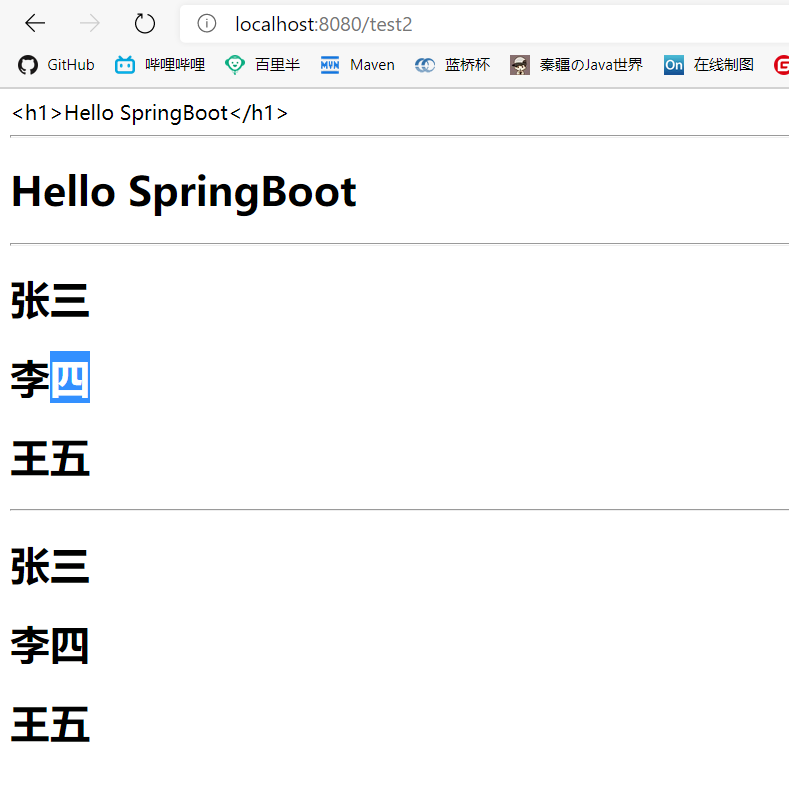 localhost:8080/test2
GitHub 哔哩哔哩 百里半 MVN Maven 蓝桥杯 秦疆のJava世界 On 在线制图
<h1>Hello SpringBoot</h1>
Hello SpringBoot
张三
李四
王五
张三
李四
王五